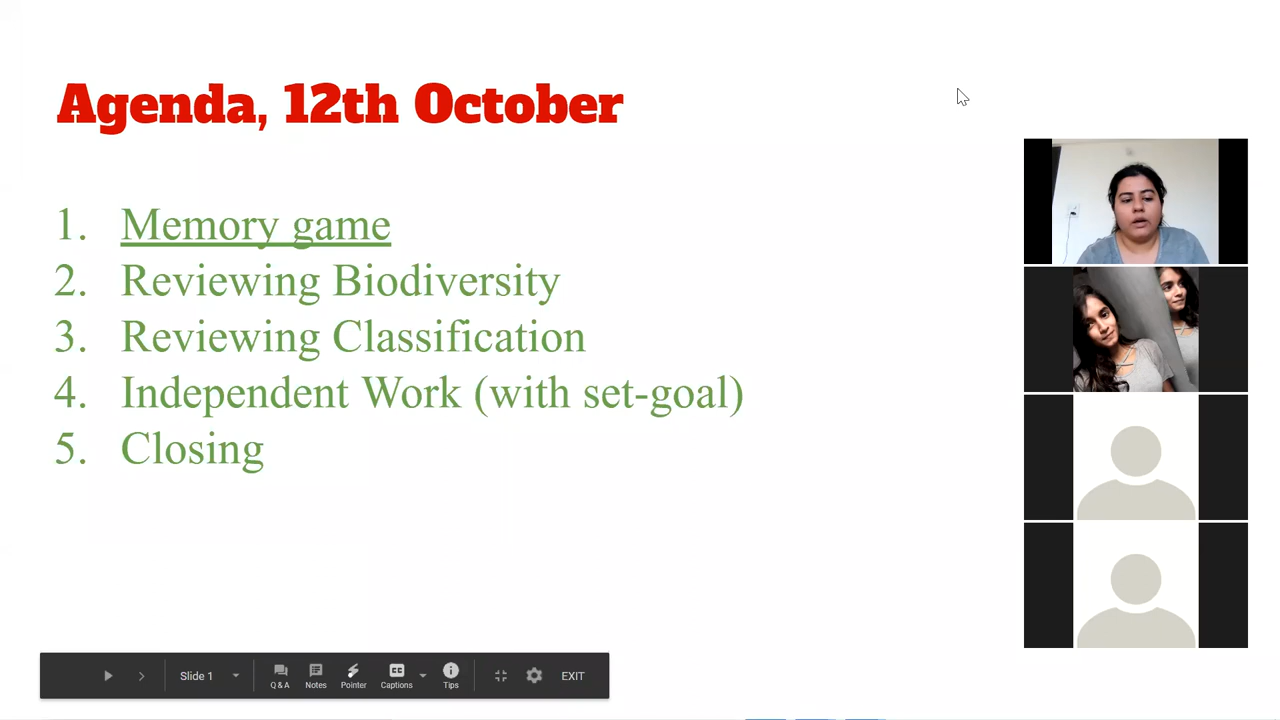 Agenda, 12th October
1. Memory game
2. Reviewing Biodiversity
3. Reviewing Classification
4. Independent Work (with set-goal)
5. Closing
Slide 1
Q & A
Notes
Pointer
Captions
Tips
EXIT